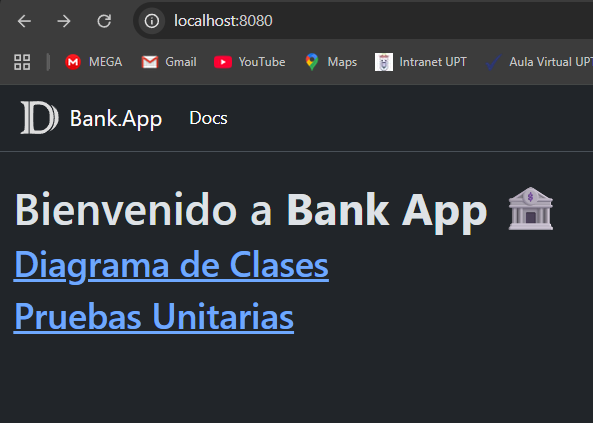 localhost:8080
MEGA Gmail YouTube Maps Intranet UPT Aula Virtual UPT
Bank.App Docs
Bienvenido a Bank App
Diagrama de Clases
Pruebas Unitarias